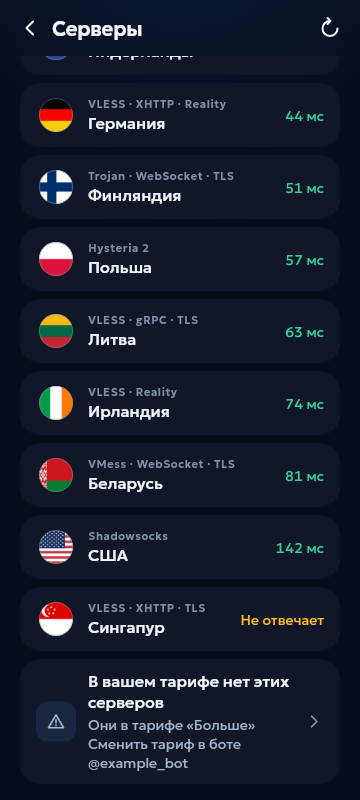 Серверы
Нидерланды
VLESS · XHTTP · Reality
Германия
44 мс
Trojan · WebSocket · TLS
Финляндия
51 мс
Hysteria 2
Польша
57 мс
VLESS · gRPC · TLS
Литва
63 мс
VLESS · Reality
Ирландия
74 мс
VMess · WebSocket · TLS
Беларусь
81 мс
Shadowsocks
США
142 мс
VLESS · XHTTP · TLS
Сингапур
Не отвечает
В вашем тарифе нет этих
серверов
Они в тарифе «Больше»
Сменить тариф в боте
@example_bot